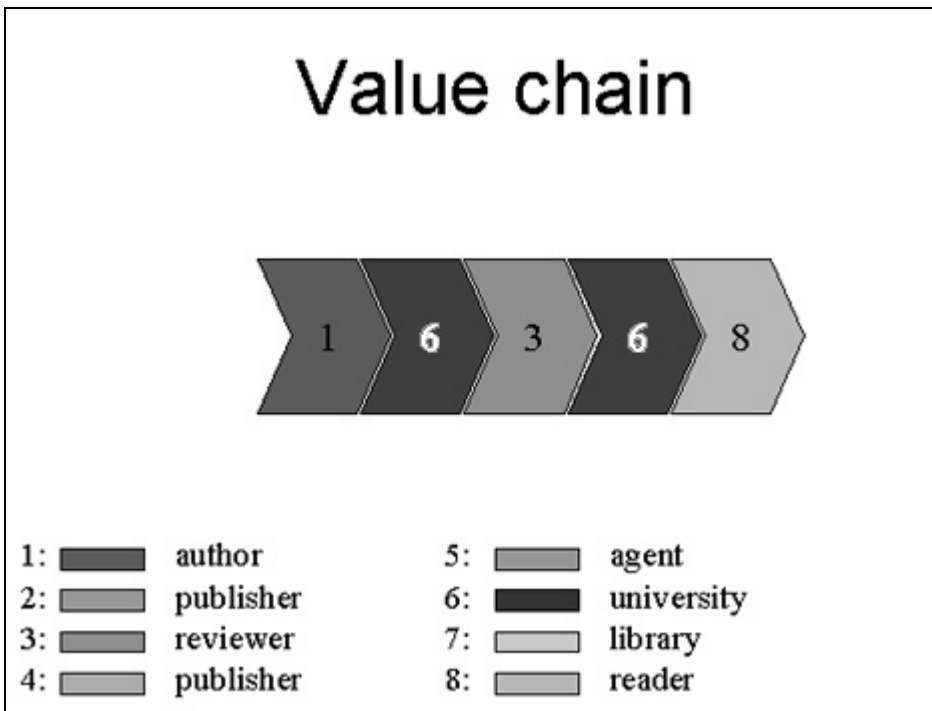 Value chain
1 6 3 6 8
1: author 5: agent
2: publisher 6: university
3: reviewer 7: library
4: publisher 8: reader